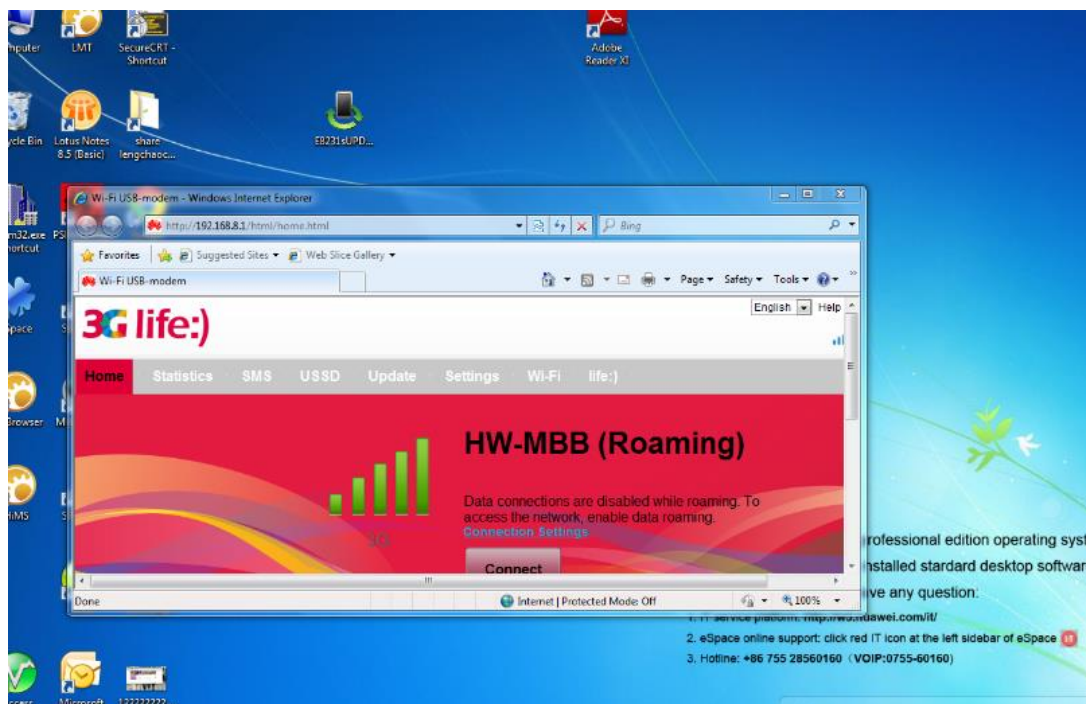 LMT
SecureCRT -
Shortcut
Adobe
Reader XI
Lotus Notes
8.5 (Basic)
share
lengchaoc...
E8231sUPD...
Wi-Fi USB-modem - Windows Internet Explorer
http://192.168.8.1/html/home.html
Bing
Favorites
Suggested Sites
Web Slice Gallery
Wi-Fi USB-modem
Page
Safety
Tools
English
Help
3G life:)
Home
Statistics
SMS
USSD
Update
Settings
Wi-Fi
life:)
HW-MBB (Roaming)
Data connections are disabled while roaming. To
access the network, enable data roaming.
Connection Settings
3G
Connect
Done
Internet | Protected Mode: Off
100%
rofessional edition operating syst
nstalled stardard desktop softwar
ve any question:
2. eSpace online support: click red IT icon at the left sidebar of eSpace
3. Hotline: +86 755 28560160（VOIP:0755-60160)
Microsoft